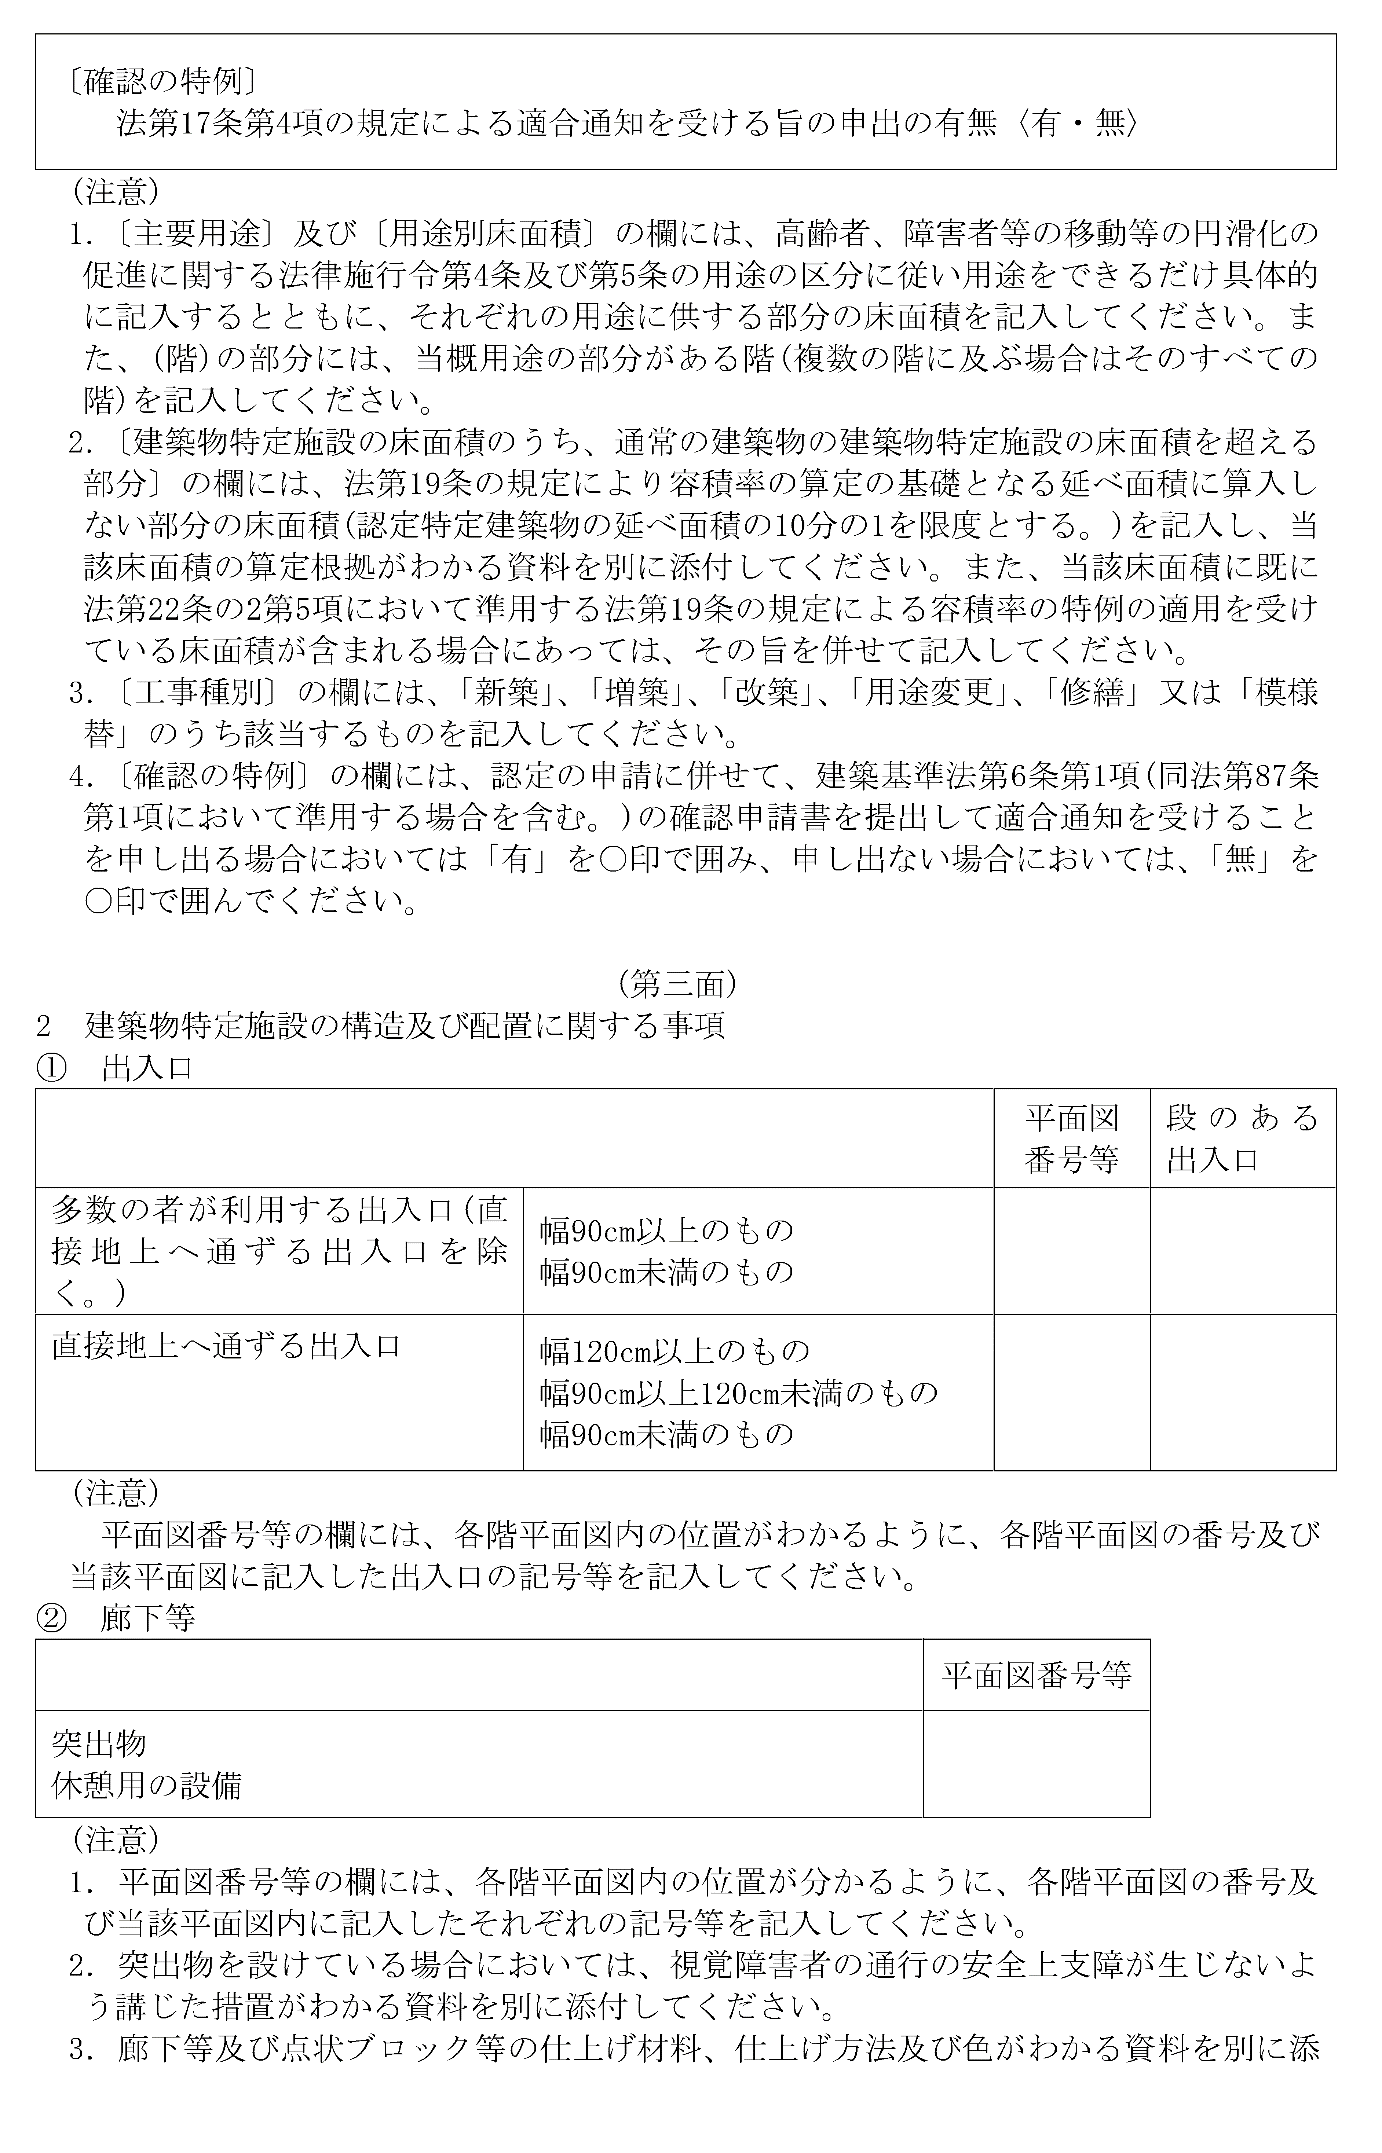 〔確認の特例〕
法第17条第4項の規定による適合通知を受ける旨の申出の有無〈有・無〉
(注意)
1．〔主要用途〕及び〔用途別床面積〕の欄には、高齢者、障害者等の移動等の円滑化の
促進に関する法律施行令第4条及び第5条の用途の区分に従い用途をできるだけ具体的
に記入するとともに、それぞれの用途に供する部分の床面積を記入してください。ま
た、(階)の部分には、当概用途の部分がある階(複数の階に及ぶ場合はそのすべての
階)を記入してください。
2．〔建築物特定施設の床面積のうち、通常の建築物の建築物特定施設の床面積を超える
部分〕の欄には、法第19条の規定により容積率の算定の基礎となる延べ面積に算入し
ない部分の床面積(認定特定建築物の延べ面積の10分の1を限度とする。)を記入し、当
該床面積の算定根拠がわかる資料を別に添付してください。また、当該床面積に既に
法第22条の2第5項において準用する法第19条の規定による容積率の特例の適用を受け
ている床面積が含まれる場合にあっては、その旨を併せて記入してください。
3．〔工事種別〕の欄には、「新築」、「増築」、「改築」、「用途変更」、「修繕」又は「模様
替」のうち該当するものを記入してください。
4．〔確認の特例〕の欄には、認定の申請に併せて、建築基準法第6条第1項(同法第87条
第1項において準用する場合を含む。)の確認申請書を提出して適合通知を受けること
を申し出る場合においては「有」を〇印で囲み、申し出ない場合においては、「無」を
〇印で囲んでください。
(第三面)
2　建築物特定施設の構造及び配置に関する事項
①　出入口
平面図
番号等
段のある
出入口
多数の者が利用する出入口(直
接地上へ通ずる出入口を除
く。)
幅90cm以上のもの
幅90cm未満のもの
直接地上へ通ずる出入口
幅120cm以上のもの
幅90cm以上120cm未満のもの
幅90cm未満のもの
(注意)
平面図番号等の欄には、各階平面図内の位置がわかるように、各階平面図の番号及び
当該平面図に記入した出入口の記号等を記入してください。
②　廊下等
平面図番号等
突出物
休憩用の設備
(注意)
1．平面図番号等の欄には、各階平面図内の位置が分かるように、各階平面図の番号及
び当該平面図内に記入したそれぞれの記号等を記入してください。
2．突出物を設けている場合においては、視覚障害者の通行の安全上支障が生じないよ
う講じた措置がわかる資料を別に添付してください。
3．廊下等及び点状ブロック等の仕上げ材料、仕上げ方法及び色がわかる資料を別に添